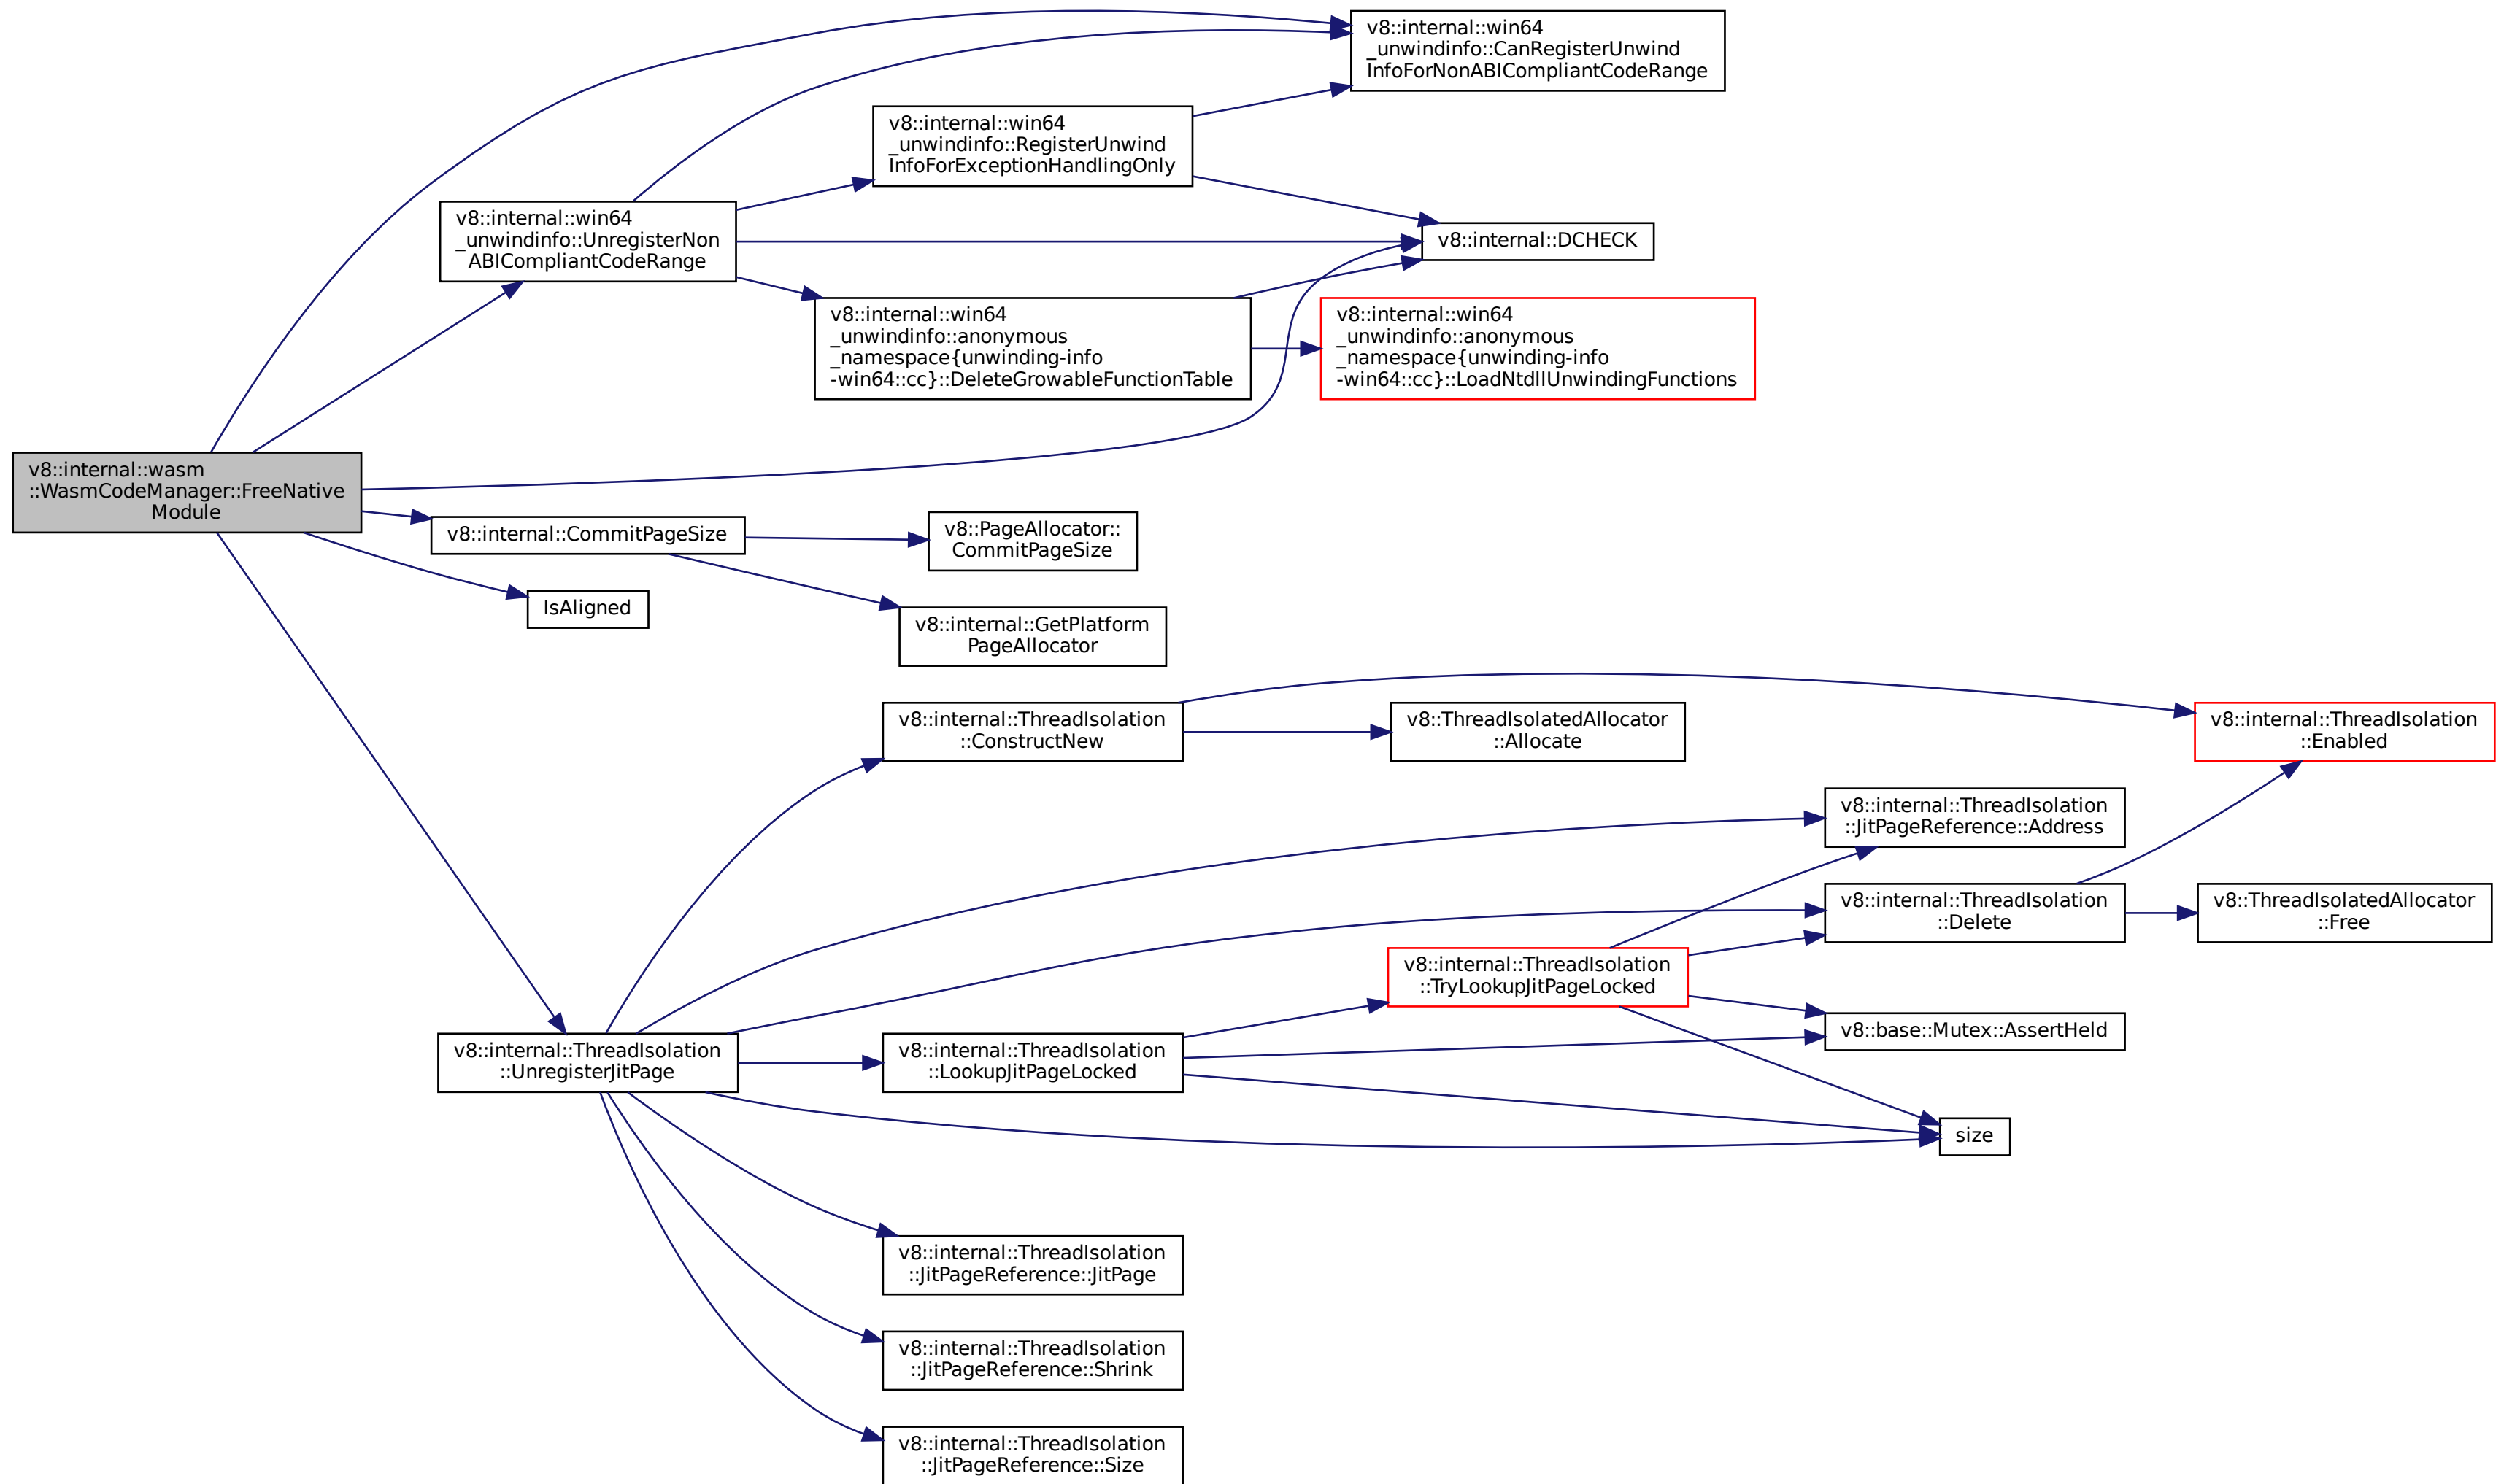 v8::internal::win64
_unwindinfo::CanRegisterUnwind
InfoForNonABICompliantCodeRange
v8::internal::win64
_unwindinfo::RegisterUnwind
InfoForExceptionHandlingOnly
v8::internal::win64
_unwindinfo::UnregisterNon
ABICompliantCodeRange
v8::internal::DCHECK
v8::internal::win64
_unwindinfo::anonymous
_namespace{unwinding-info
-win64::cc}::DeleteGrowableFunctionTable
v8::internal::win64
_unwindinfo::anonymous
_namespace{unwinding-info
-win64::cc}::LoadNtdllUnwindingFunctions
v8::internal::wasm
::WasmCodeManager::FreeNative
Module
v8::internal::CommitPageSize
v8::PageAllocator::
CommitPageSize
IsAligned
v8::internal::GetPlatform
PageAllocator
v8::internal::ThreadIsolation
::ConstructNew
v8::ThreadIsolatedAllocator
::Allocate
v8::internal::ThreadIsolation
::Enabled
v8::internal::ThreadIsolation
::JitPageReference::Address
v8::internal::ThreadIsolation
::Delete
v8::ThreadIsolatedAllocator
::Free
v8::internal::ThreadIsolation
::TryLookupJitPageLocked
v8::base::Mutex::AssertHeld
v8::internal::ThreadIsolation
::UnregisterJitPage
v8::internal::ThreadIsolation
::LookupJitPageLocked
size
v8::internal::ThreadIsolation
::JitPageReference::JitPage
v8::internal::ThreadIsolation
::JitPageReference::Shrink
v8::internal::ThreadIsolation
::JitPageReference::Size